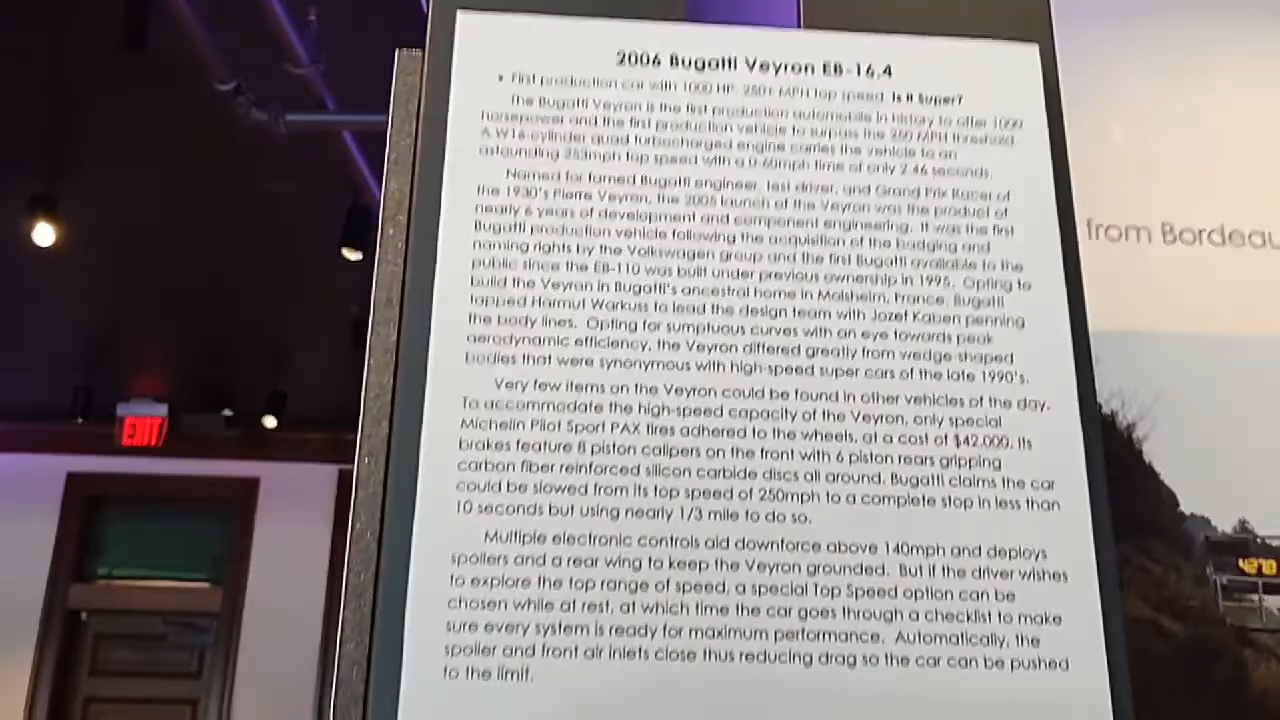 2006 Bugatti Veyron EB-16.4
• First production car with 1000 HP, 250+ MPH top speed. Is it Super?
The Bugatti Veyron is the first production automobile in history to offer 1000
horsepower and the first production vehicle to surpass the 250 MPH threshold.
A W16-cylinder quad turbocharged engine carries the vehicle to an
astounding 253mph top speed with a 0-60mph time of only 2.46 seconds.
Named for famed Bugatti engineer, test driver, and Grand Prix Racer of
the 1930's Pierre Veyron, the 2005 launch of the Veyron was the product of
nearly 6 years of development and component engineering. It was the first
Bugatti production vehicle following the acquisition of the badging and
naming rights by the Volkswagen group and the first Bugatti available to the
public since the EB-110 was built under previous ownership in 1995. Opting to
build the Veyron in Bugatti's ancestral home in Molsheim, France, Bugatti
tapped Harmut Warkuss to lead the design team with Jozef Kaben penning
the body lines. Opting for sumptuous curves with an eye towards peak
aerodynamic efficiency, the Veyron differed greatly from wedge-shaped
bodies that were synonymous with high-speed super cars of the late 1990's.
Very few items on the Veyron could be found in other vehicles of the day.
To accommodate the high-speed capacity of the Veyron, only special
Michelin Pilot Sport PAX tires adhered to the wheels, at a cost of $42,000. Its
brakes feature 8 piston calipers on the front with 6 piston rears gripping
carbon fiber reinforced silicon carbide discs all around. Bugatti claims the car
could be slowed from its top speed of 250mph to a complete stop in less than
10 seconds but using nearly 1/3 mile to do so.
Multiple electronic controls aid downforce above 140mph and deploys
spoilers and a rear wing to keep the Veyron grounded. But if the driver wishes
to explore the top range of speed, a special Top Speed option can be
chosen while at rest, at which time the car goes through a checklist to make
sure every system is ready for maximum performance. Automatically, the
spoiler and front air inlets close thus reducing drag so the car can be pushed
to the limit.
from Bordeau
EXIT